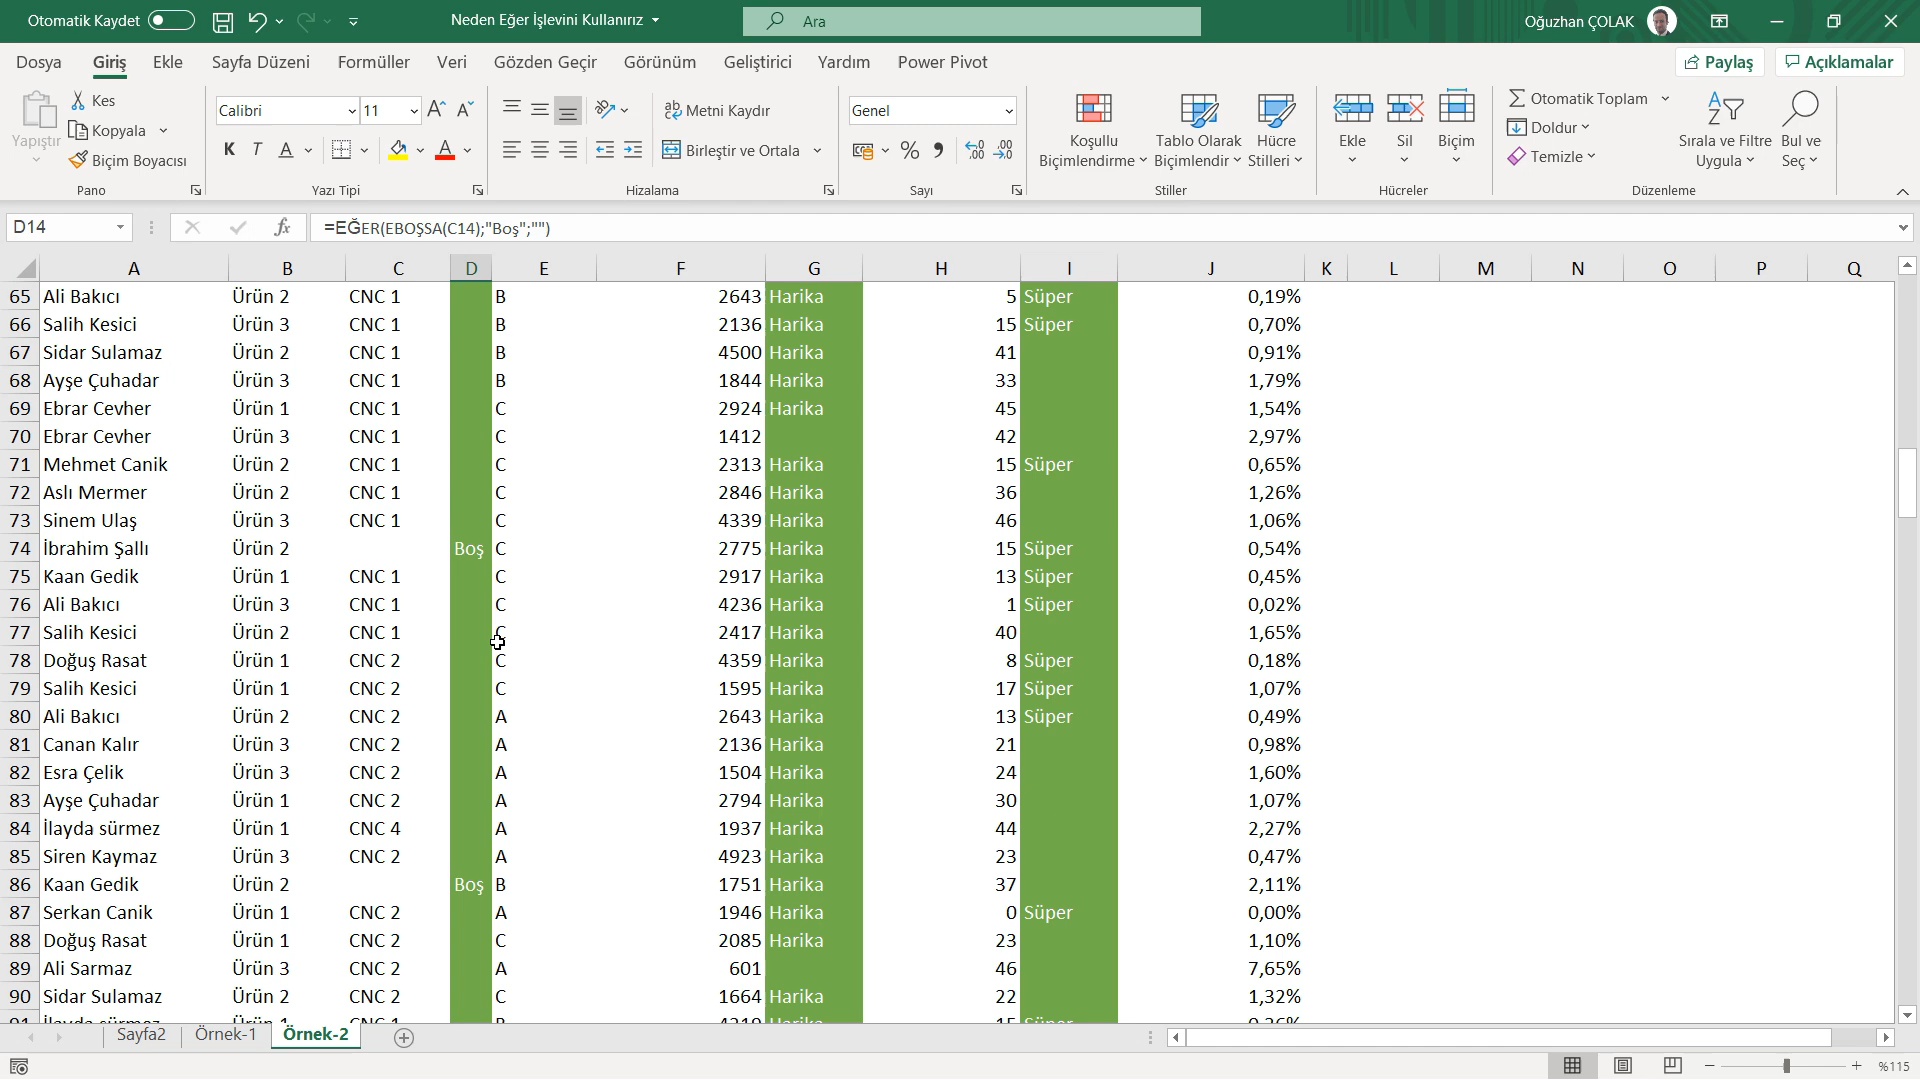 Otomatik Kaydet Neden Eğer İşlevini Kullanırız Ara Oğuzhan ÇOLAK
Dosya Giriş Ekle Sayfa Düzeni Formüller Veri Gözden Geçir Görünüm Geliştirici Yardım Power Pivot Paylaş Açıklamalar
Yapıştır Kes Kopyala Biçim Boyacısı
Calibri 11
K T A A
Metni Kaydır
Birleştir ve Ortala
Genel
Koşullu Biçimlendirme Tablo Olarak Biçimlendir Hücre Stilleri
Ekle Sil Biçim
Otomatik Toplam
Doldur
Temizle
Sırala ve Filtre Uygula Bul ve Seç
Pano Yazı Tipi Hizalama Sayı Stiller Hücreler Düzenleme
D14 fx =EĞER(EBOŞSA(C14);"Boş";"")
A B C D E F G H I J K L M N O P Q
65 Ali Bakıcı Ürün 2 CNC 1 B 2643 Harika 5 Süper 0,19%
66 Salih Kesici Ürün 3 CNC 1 B 2136 Harika 15 Süper 0,70%
67 Sidar Sulamaz Ürün 2 CNC 1 B 4500 Harika 41 0,91%
68 Ayşe Çuhadar Ürün 3 CNC 1 B 1844 Harika 33 1,79%
69 Ebrar Cevher Ürün 1 CNC 1 C 2924 Harika 45 1,54%
70 Ebrar Cevher Ürün 3 CNC 1 C 1412 42 2,97%
71 Mehmet Canik Ürün 2 CNC 1 C 2313 Harika 15 Süper 0,65%
72 Aslı Mermer Ürün 2 CNC 1 C 2846 Harika 36 1,26%
73 Sinem Ulaş Ürün 3 CNC 1 C 4339 Harika 46 1,06%
74 İbrahim Şallı Ürün 2 Boş C 2775 Harika 15 Süper 0,54%
75 Kaan Gedik Ürün 1 CNC 1 C 2917 Harika 13 Süper 0,45%
76 Ali Bakıcı Ürün 3 CNC 1 C 4236 Harika 1 Süper 0,02%
77 Salih Kesici Ürün 2 CNC 1 C 2417 Harika 40 1,65%
78 Doğuş Rasat Ürün 1 CNC 2 C 4359 Harika 8 Süper 0,18%
79 Salih Kesici Ürün 1 CNC 2 C 1595 Harika 17 Süper 1,07%
80 Ali Bakıcı Ürün 2 CNC 2 A 2643 Harika 13 Süper 0,49%
81 Canan Kalır Ürün 3 CNC 2 A 2136 Harika 21 0,98%
82 Esra Çelik Ürün 3 CNC 2 A 1504 Harika 24 1,60%
83 Ayşe Çuhadar Ürün 1 CNC 2 A 2794 Harika 30 1,07%
84 İlayda sürmez Ürün 1 CNC 4 A 1937 Harika 44 2,27%
85 Siren Kaymaz Ürün 3 CNC 2 A 4923 Harika 23 0,47%
86 Kaan Gedik Ürün 2 Boş B 1751 Harika 37 2,11%
87 Serkan Canik Ürün 1 CNC 2 A 1946 Harika 0 Süper 0,00%
88 Doğuş Rasat Ürün 1 CNC 2 C 2085 Harika 23 1,10%
89 Ali Sarmaz Ürün 3 CNC 2 A 601 46 7,65%
90 Sidar Sulamaz Ürün 2 CNC 2 C 1664 Harika 22 1,32%
Sayfa2 Örnek-1 Örnek-2
%115